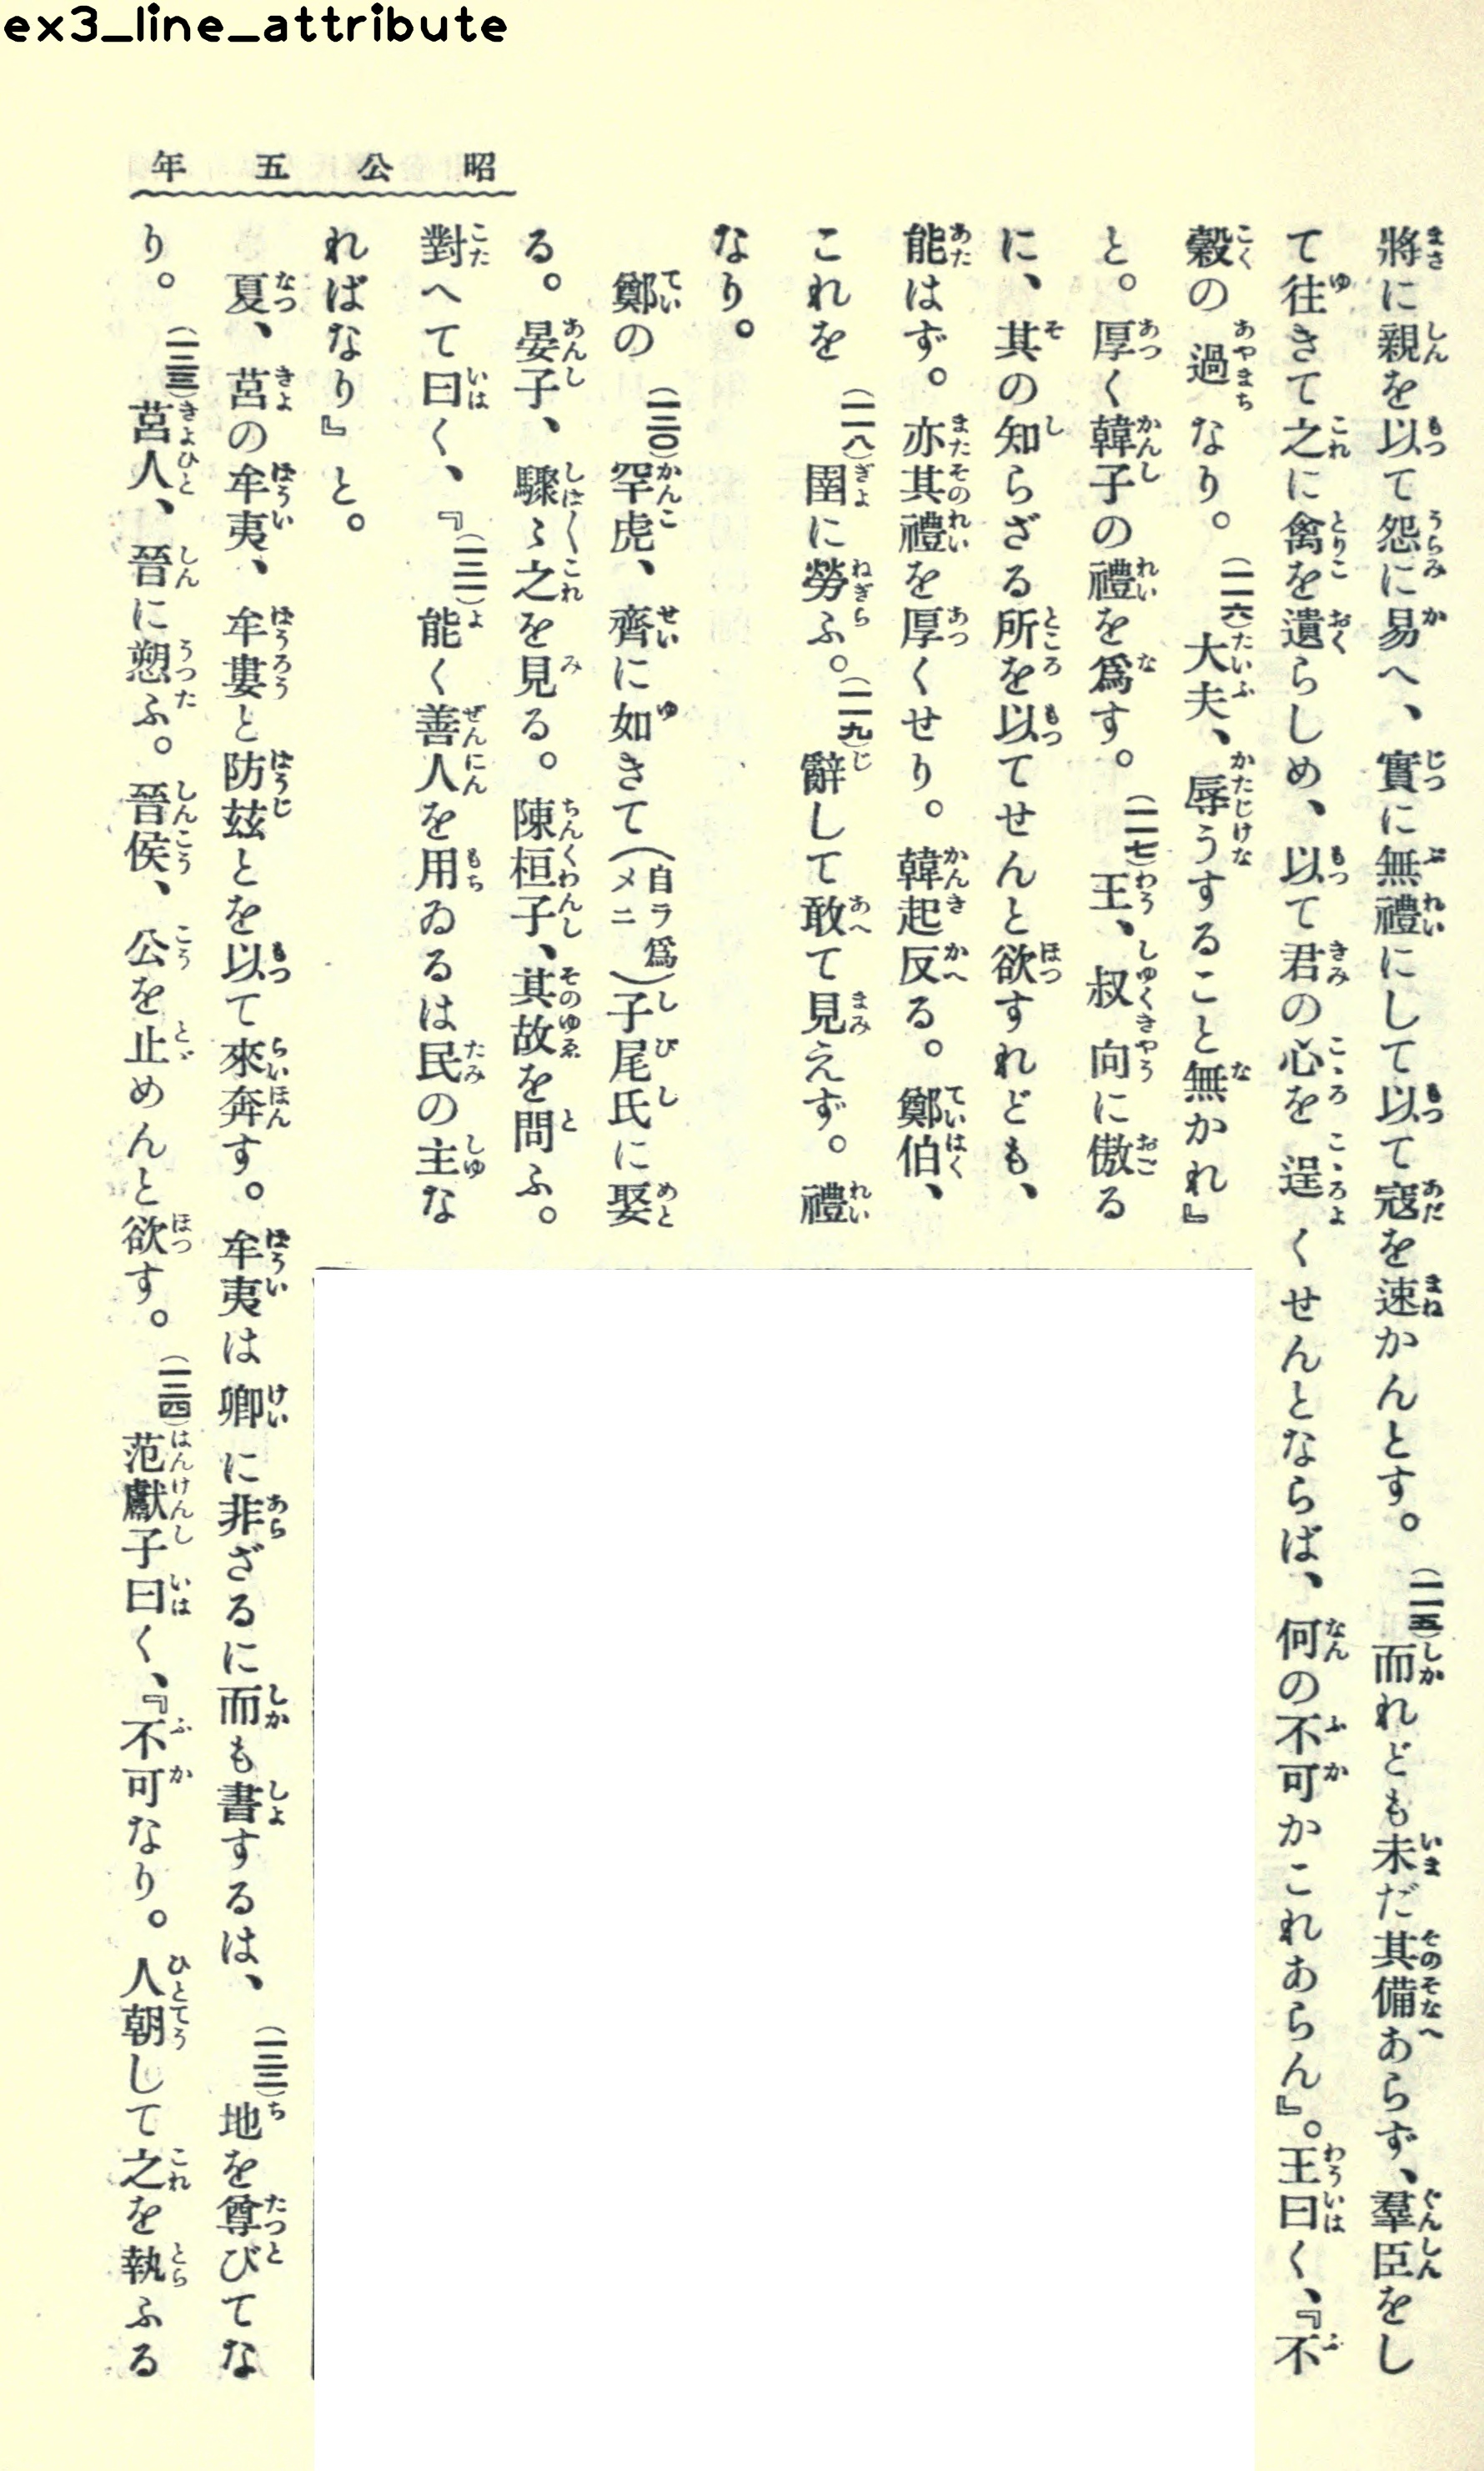 ex3_line_attribute
昭公五年
將に親を以て怨に易へ、實に無禮にして以て寇を速かんとす。(一一五)而れども未だ其備あらず、羣臣をし
て往きて之に禽を遺らしめ、以て君の心を逞くせんとならば、何の不可かこれあらん』。王曰く、『不
穀の過なり。(一一六)大夫、辱うすること無かれ』
と。厚く韓子の禮を爲す。(一一七)王、叔向に傲る
に、其の知らざる所を以てせんと欲すれども、
能はず。亦其禮を厚くせり。韓起反る。鄭伯、
これを(一一八)圉に勞ふ。(一一九)辭して敢て見えず。禮
なり。
鄭の(一二〇)罕虎、齊に如きて(自ラ爲メニ)子尾氏に娶
る。晏子、驟〻之を見る。陳桓子、其故を問ふ。
對へて曰く、『(一二一)能く善人を用ゐるは民の主な
ればなり』と。
夏、莒の牟夷、牟婁と防玆とを以て來奔す。牟夷は卿に非ざるに而も書するは、(一二二)地を尊びてな
り。(一二三)莒人、晉に愬ふ。晉侯、公を止めんと欲す。(一二四)范獻子曰く、『不可なり。人朝して之を執ふる